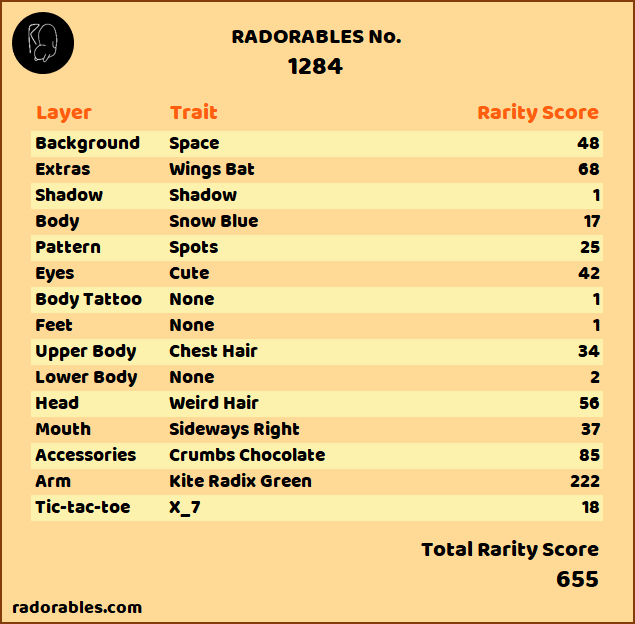 RADORABLES No.
1284
Layer Trait Rarity Score
Background Space 48
Extras Wings Bat 68
Shadow Shadow 1
Body Snow Blue 17
Pattern Spots 25
Eyes Cute 42
Body Tattoo None 1
Feet None 1
Upper Body Chest Hair 34
Lower Body None 2
Head Weird Hair 56
Mouth Sideways Right 37
Accessories Crumbs Chocolate 85
Arm Kite Radix Green 222
Tic-tac-toe X_7 18
Total Rarity Score
655
radorables.com